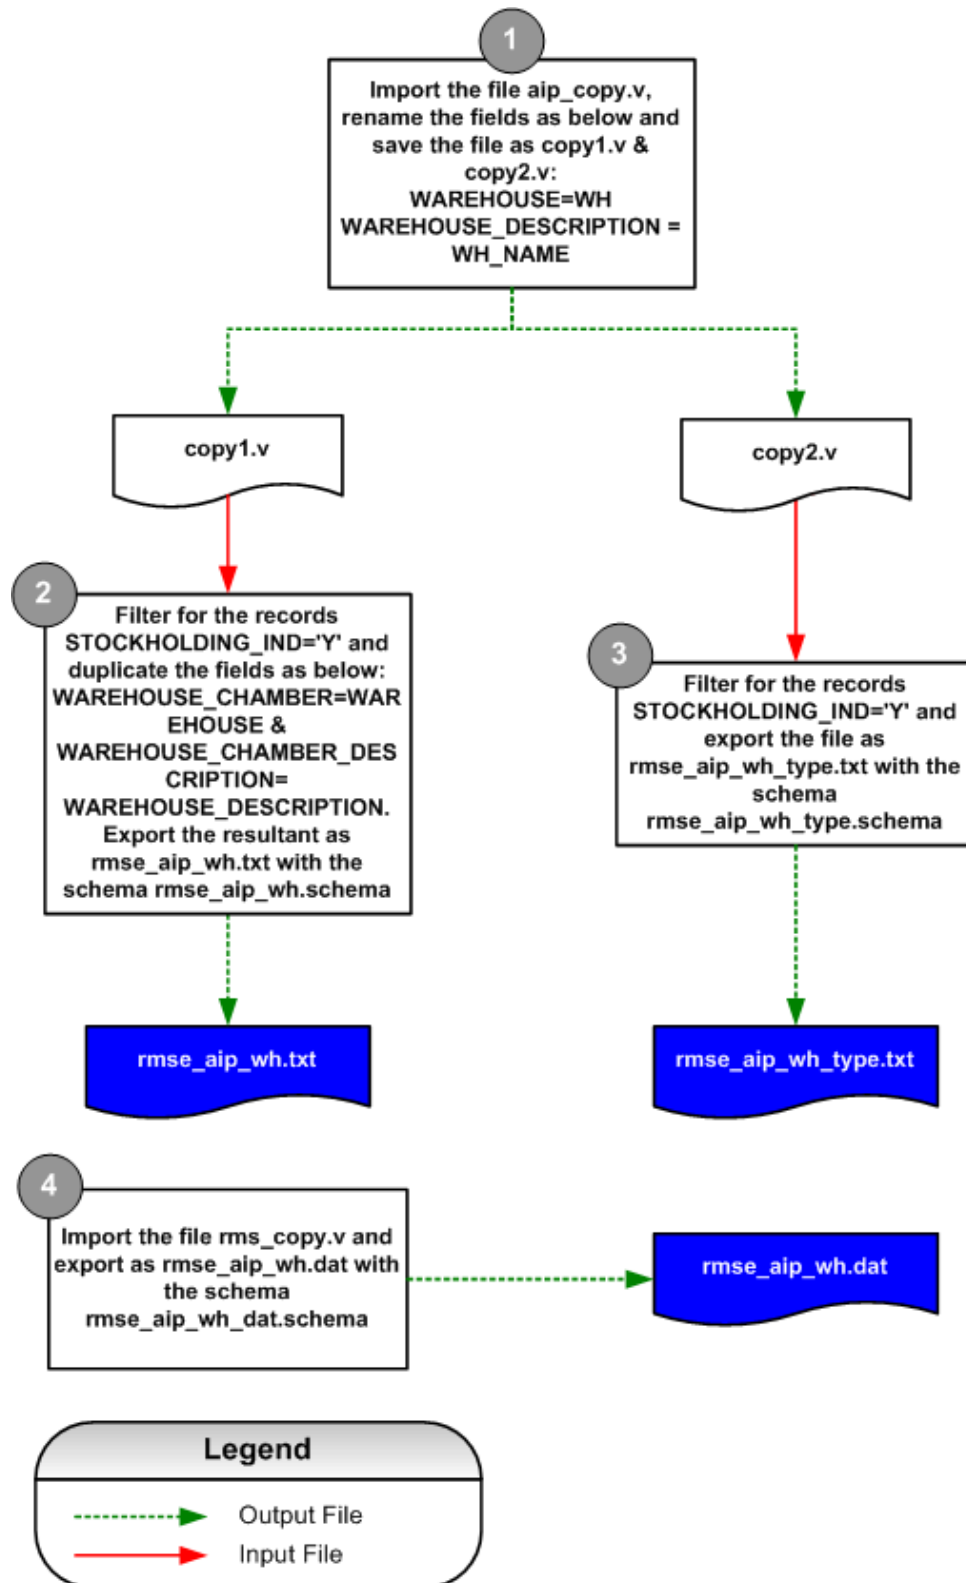 1
Import the file aip_copy.v,
rename the fields as below and
save the file as copy1.v &
copy2.v:
WAREHOUSE=WH
WAREHOUSE_DESCRIPTION =
WH_NAME
copy1.v
copy2.v
2
Filter for the records
STOCKHOLDING_IND='Y' and
duplicate the fields as below:
WAREHOUSE_CHAMBER=WAR
EHOUSE &
WAREHOUSE_CHAMBER_DES
CRIPTION=
WAREHOUSE_DESCRIPTION.
Export the resultant as
rmse_aip_wh.txt with the
schema rmse_aip_wh.schema
3
Filter for the records
STOCKHOLDING_IND='Y' and
export the file as
rmse_aip_wh_type.txt with the
schema
rmse_aip_wh_type.schema
rmse_aip_wh.txt
rmse_aip_wh_type.txt
4
Import the file rms_copy.v and
export as rmse_aip_wh.dat with
the schema
rmse_aip_wh_dat.schema
rmse_aip_wh.dat
Legend
Output File
Input File